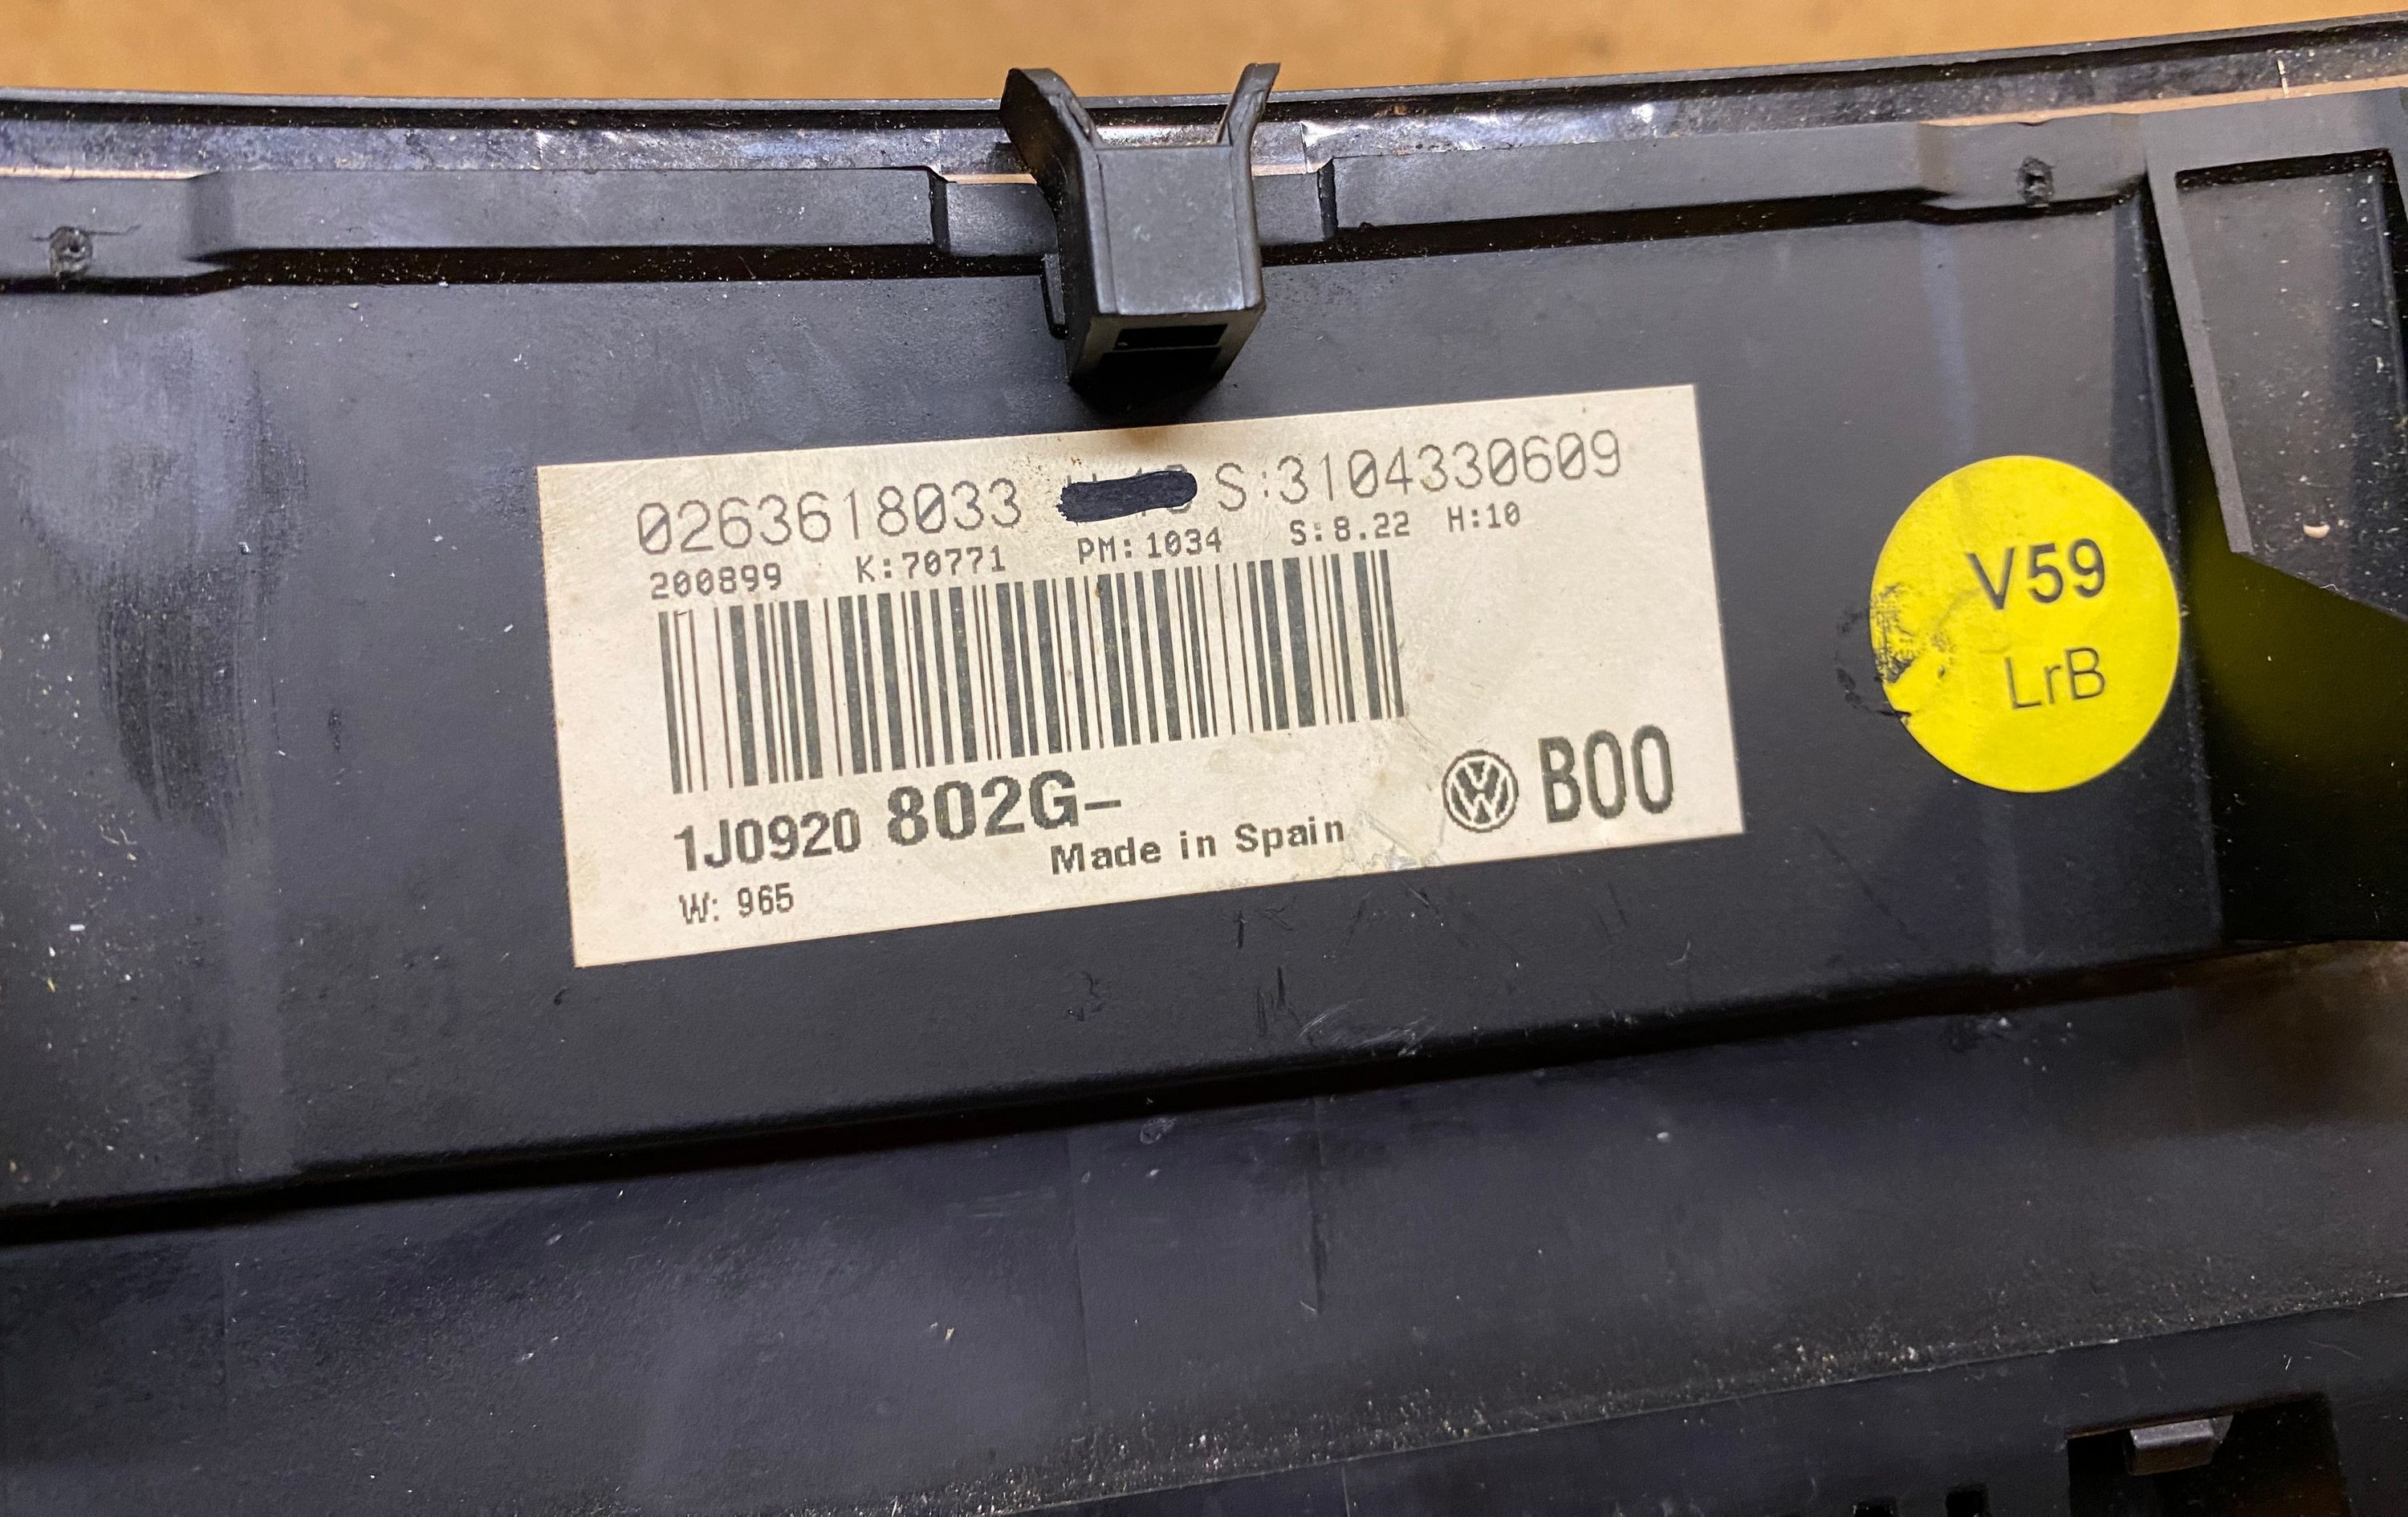 0263618033 S:3104330609
200899 K:70771 PM:1034 S:8.22 H:10
1J0920 802G-
Made in Spain
B00
W: 965
V59
LrB